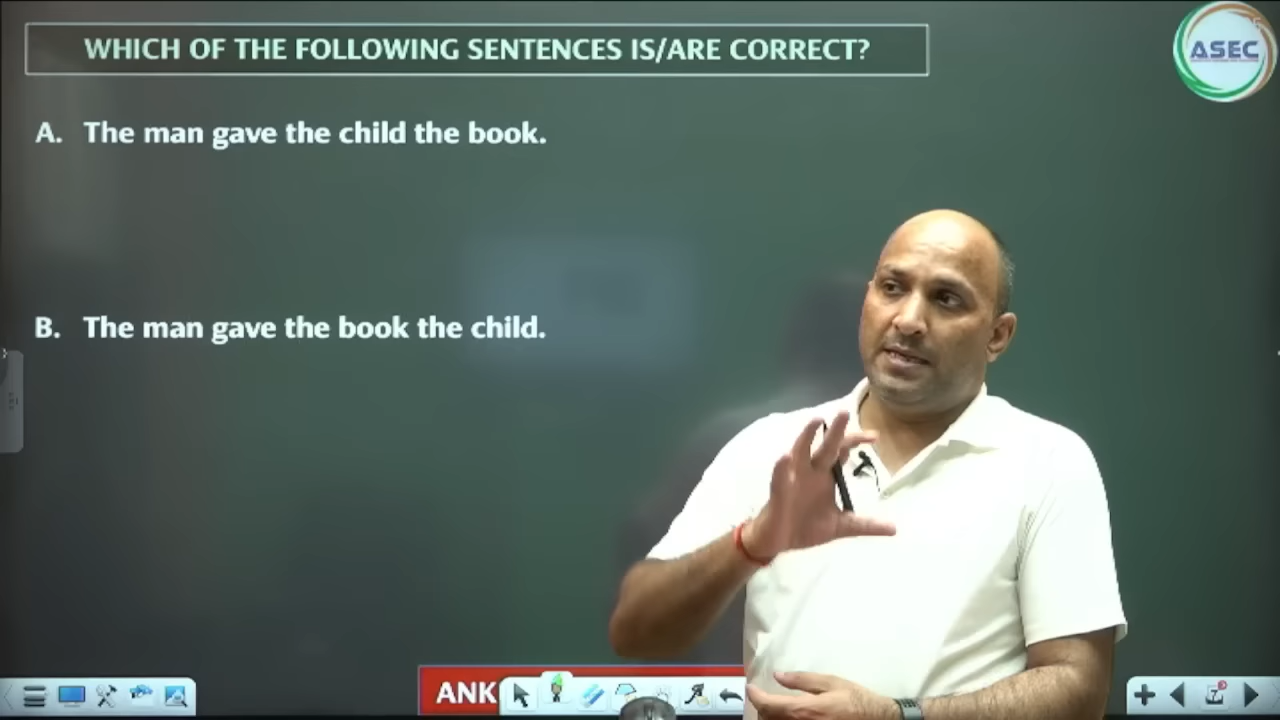 WHICH OF THE FOLLOWING SENTENCES IS/ARE CORRECT?
ASEC
A. The man gave the child the book.
B. The man gave the book the child.
ANK